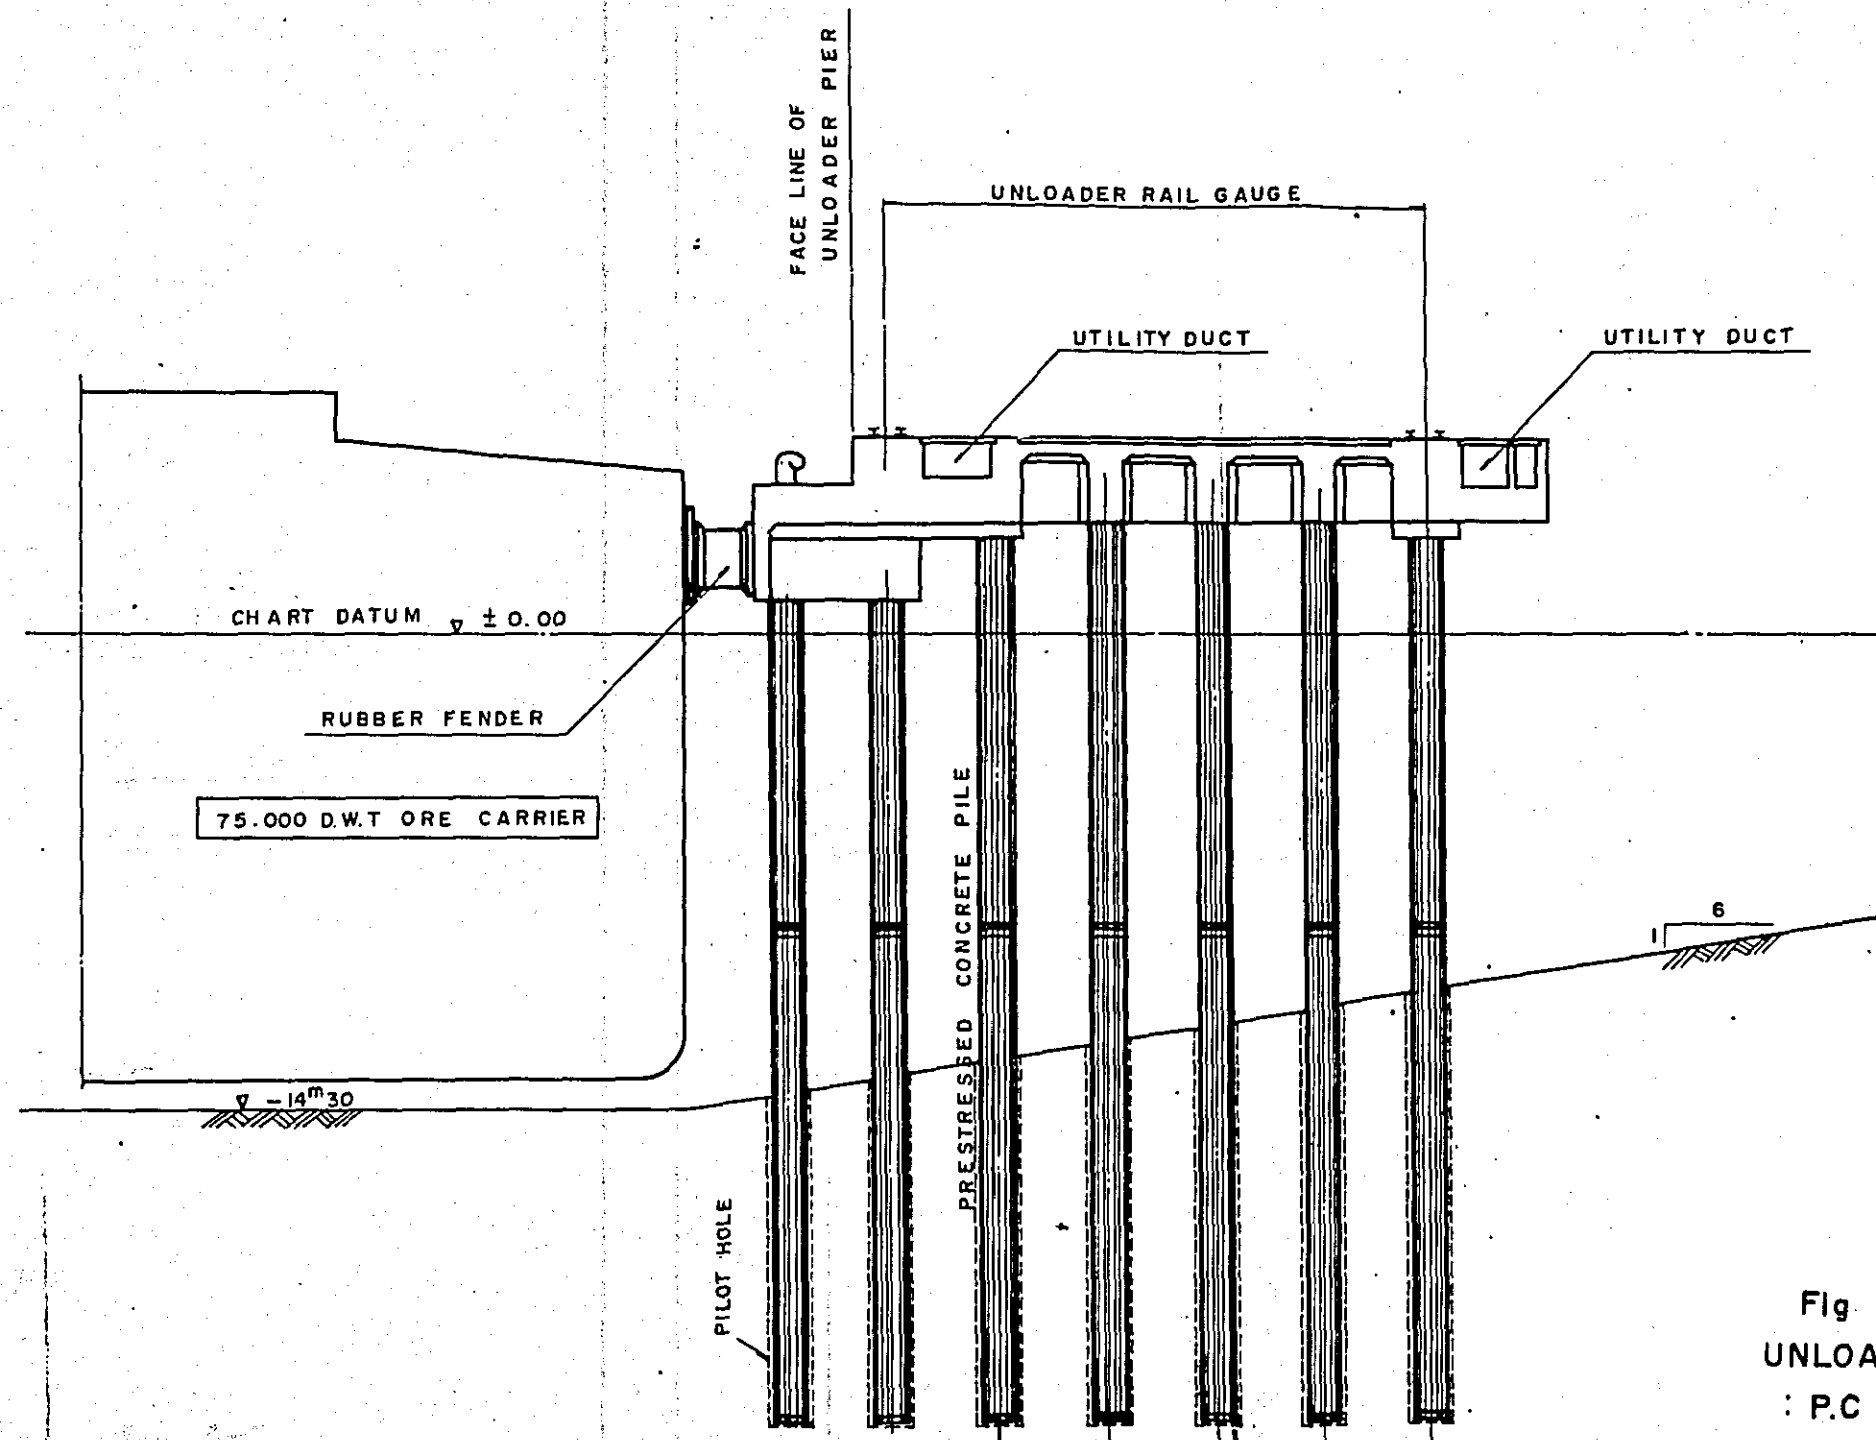 FACE LINE OF
UNLOADER PIER
UNLOADER RAIL GAUGE
UTILITY DUCT
UTILITY DUCT
CHART DATUM ▽ ± 0.00
RUBBER FENDER
75.000 D.W.T ORE CARRIER
PRESTRESSED CONCRETE PILE
6
1
▽ -14ᵐ30
PILOT HOLE
Fig
UNLOA
: P.C